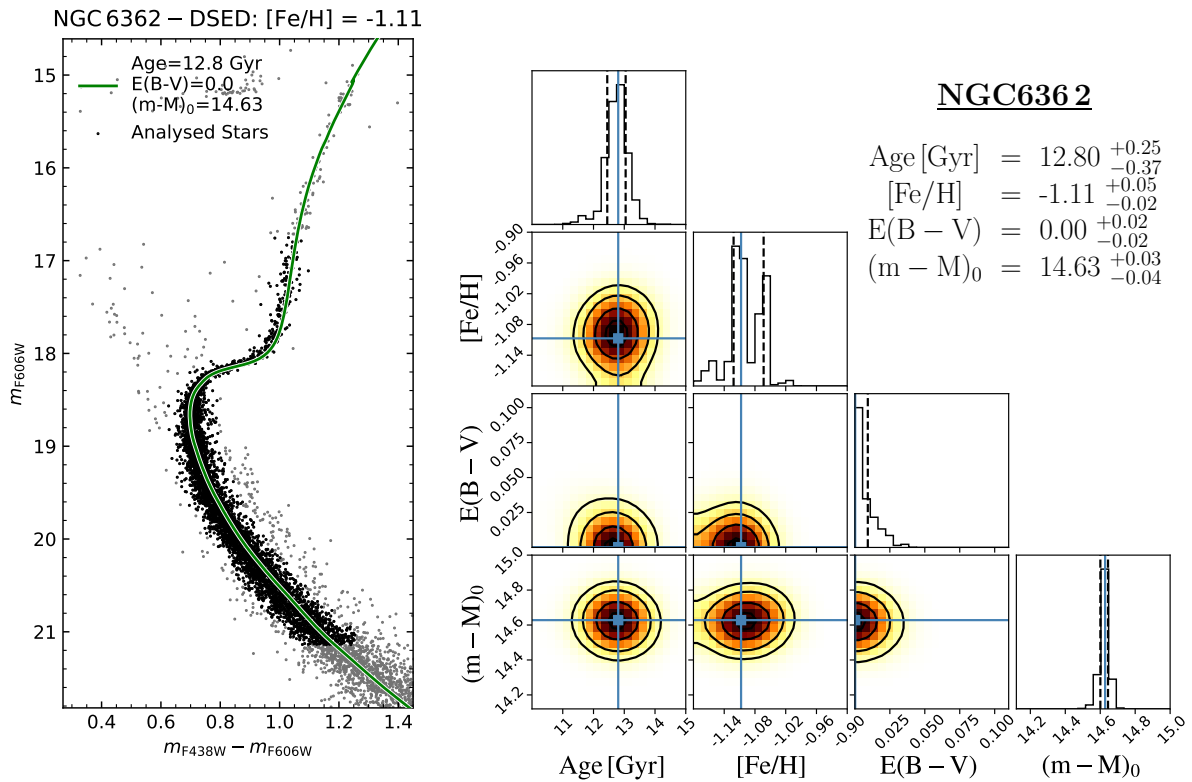 NGC 6362 − DSED: [Fe/H] = -1.11
Age=12.8 Gyr
E(B-V)=0.0
(m-M)₀=14.63
Analysed Stars
15
16
17
18
19
20
21
m_F606W
0.4 0.6 0.8 1.0 1.2 1.4
m_F438W − m_F606W
NGC636 2
Age [Gyr] = 12.80 +0.25 −0.37
[Fe/H] = -1.11 +0.05 −0.02
E(B − V) = 0.00 +0.02 −0.02
(m − M)₀ = 14.63 +0.03 −0.04
[Fe/H]
-0.90
-0.96
-1.02
-1.08
-1.14
E(B − V)
0.100
0.075
0.050
0.025
(m − M)₀
15.0
14.8
14.6
14.4
14.2
11 12 13 14 15
Age [Gyr]
-1.14 -1.08 -1.02 -0.96 -0.9
[Fe/H]
0.025 0.050 0.075 0.100
E(B − V)
14.2 14.4 14.6 14.8 15.0
(m − M)₀